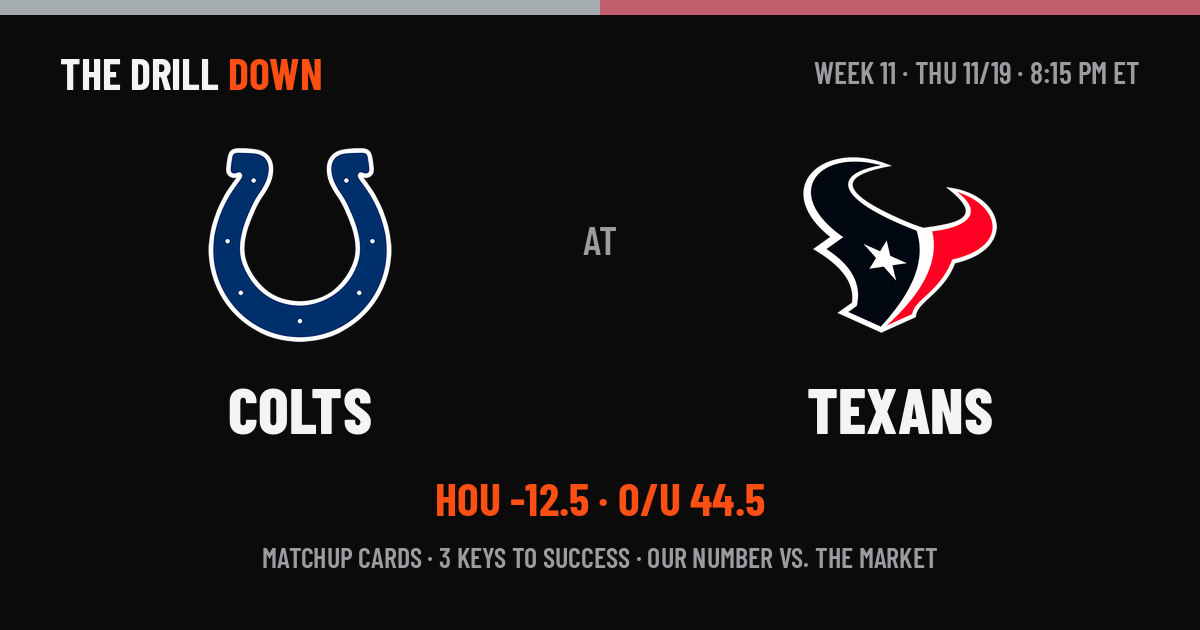 THE DRILL DOWN
WEEK 11 · THU 11/19 · 8:15 PM ET
AT
COLTS
TEXANS
HOU -12.5 · O/U 44.5
MATCHUP CARDS · 3 KEYS TO SUCCESS · OUR NUMBER VS. THE MARKET